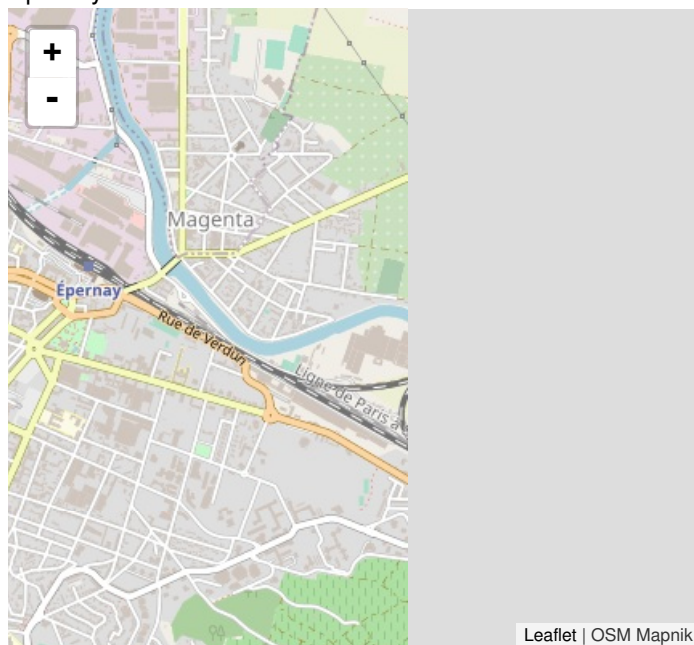 +
-
Magenta
Épernay
Rue de Verdun
Ligne de Paris à
Leaflet | OSM Mapnik